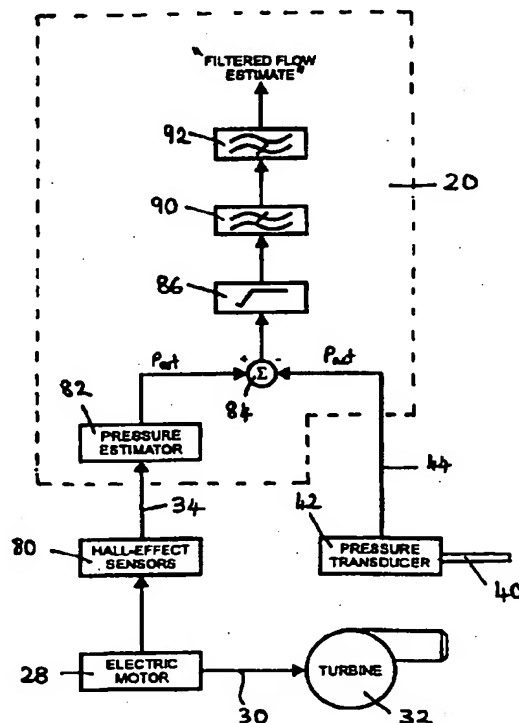 "FILTERED FLOW
ESTIMATE"
92
20
90
86
Pest
+
-
Pact
Σ
84
82
PRESSURE
ESTIMATOR
34
44
80
HALL-EFFECT
SENSORS
42
PRESSURE
TRANSDUCER
40
28
ELECTRIC
MOTOR
30
TURBINE
32